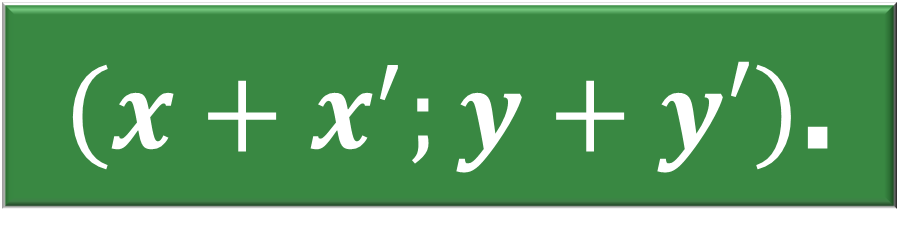 (x + x′; y + y′).